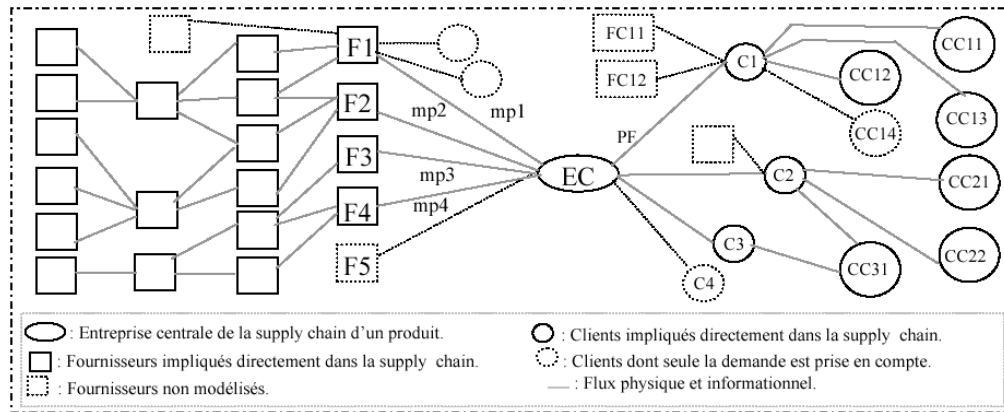 F1
F2
F3
F4
F5
mp2
mp1
mp3
mp4
EC
PF
FC11
FC12
C1
C2
C3
C4
CC11
CC12
CC13
CC14
CC21
CC22
CC31
: Entreprise centrale de la supply chain d'un produit.
: Fournisseurs impliqués directement dans la supply chain.
: Fournisseurs non modélisés.
: Clients impliqués directement dans la supply chain.
: Clients dont seule la demande est prise en compte.
: Flux physique et informationnel.